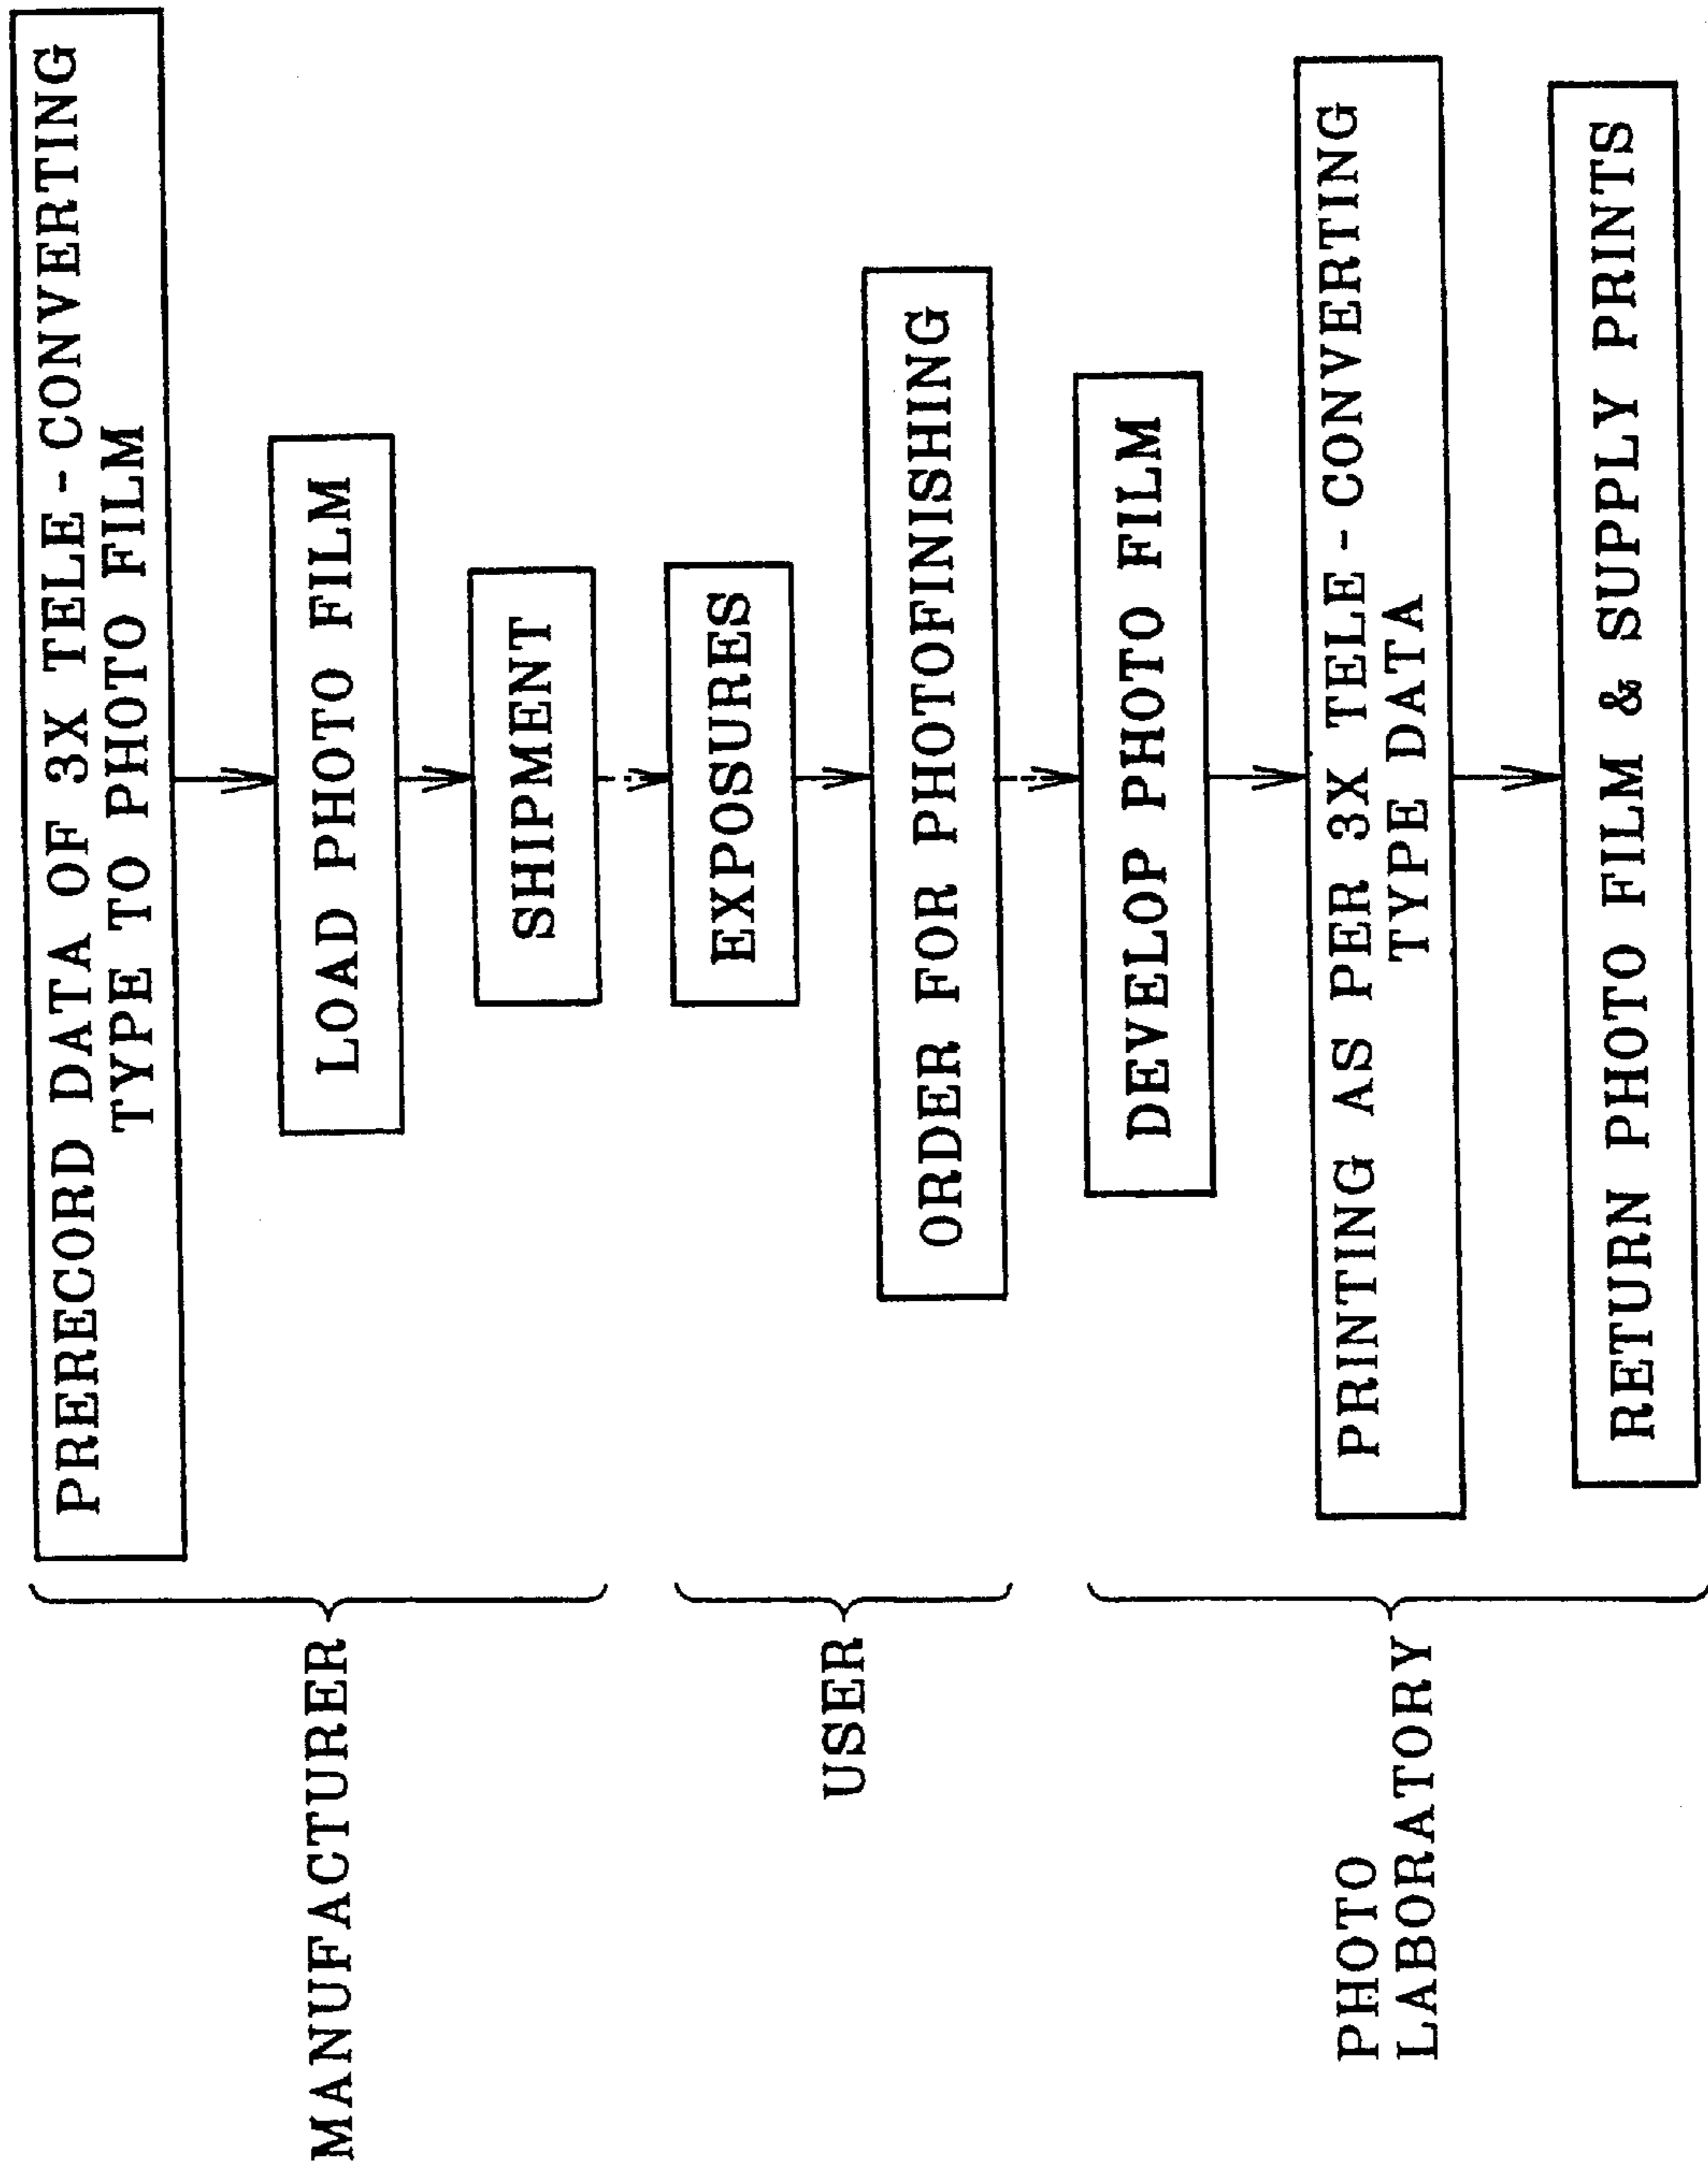 MANUFACTURER
PRERECORD DATA OF 3X TELE-CONVERTING
TYPE TO PHOTO FILM
LOAD PHOTO FILM
SHIPMENT
USER
EXPOSURES
ORDER FOR PHOTOFINISHING
PHOTO
LABORATORY
DEVELOP PHOTO FILM
PRINTING AS PER 3X TELE-CONVERTING
TYPE DATA
RETURN PHOTO FILM & SUPPLY PRINTS